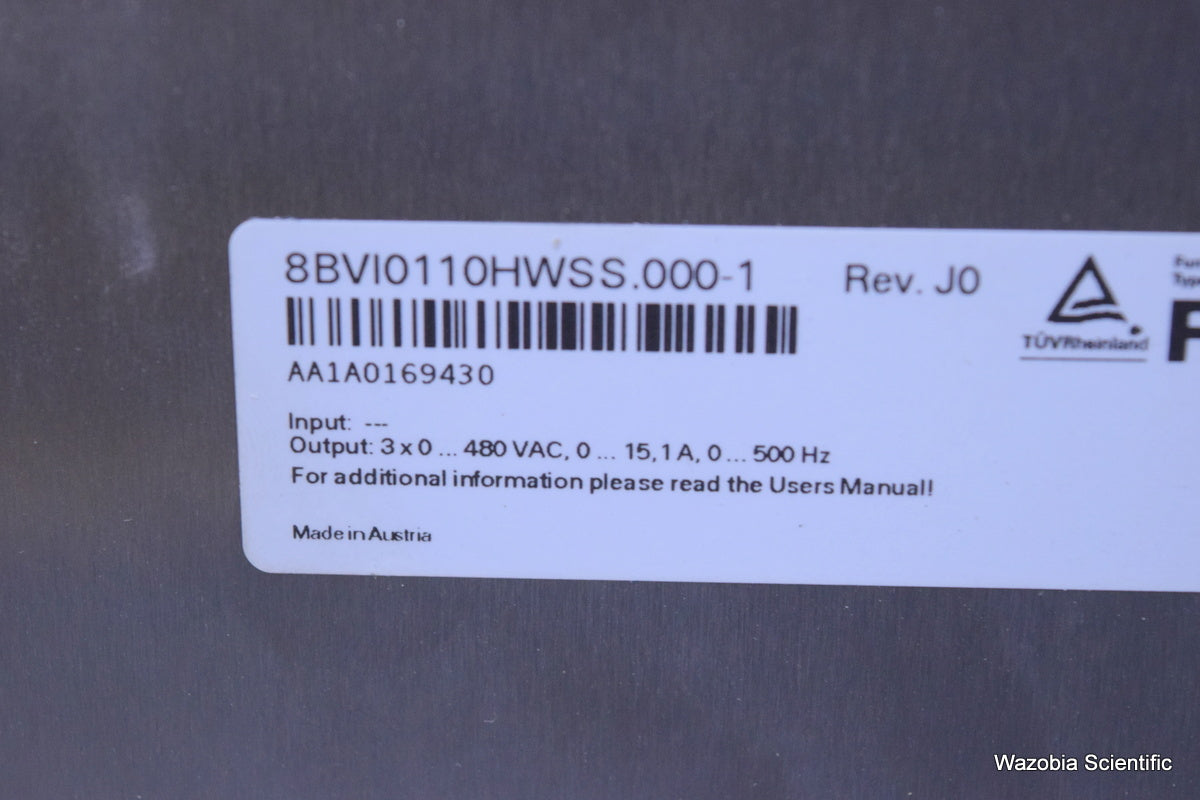 8BVI0110HWSS.000-1 Rev. J0
TÜVRheinland
AA1A0169430
Input: ---
Output: 3 x 0 ... 480 VAC, 0 ... 15,1 A, 0 ... 500 Hz
For additional information please read the Users Manual!
Made in Austria
Wazobia Scientific